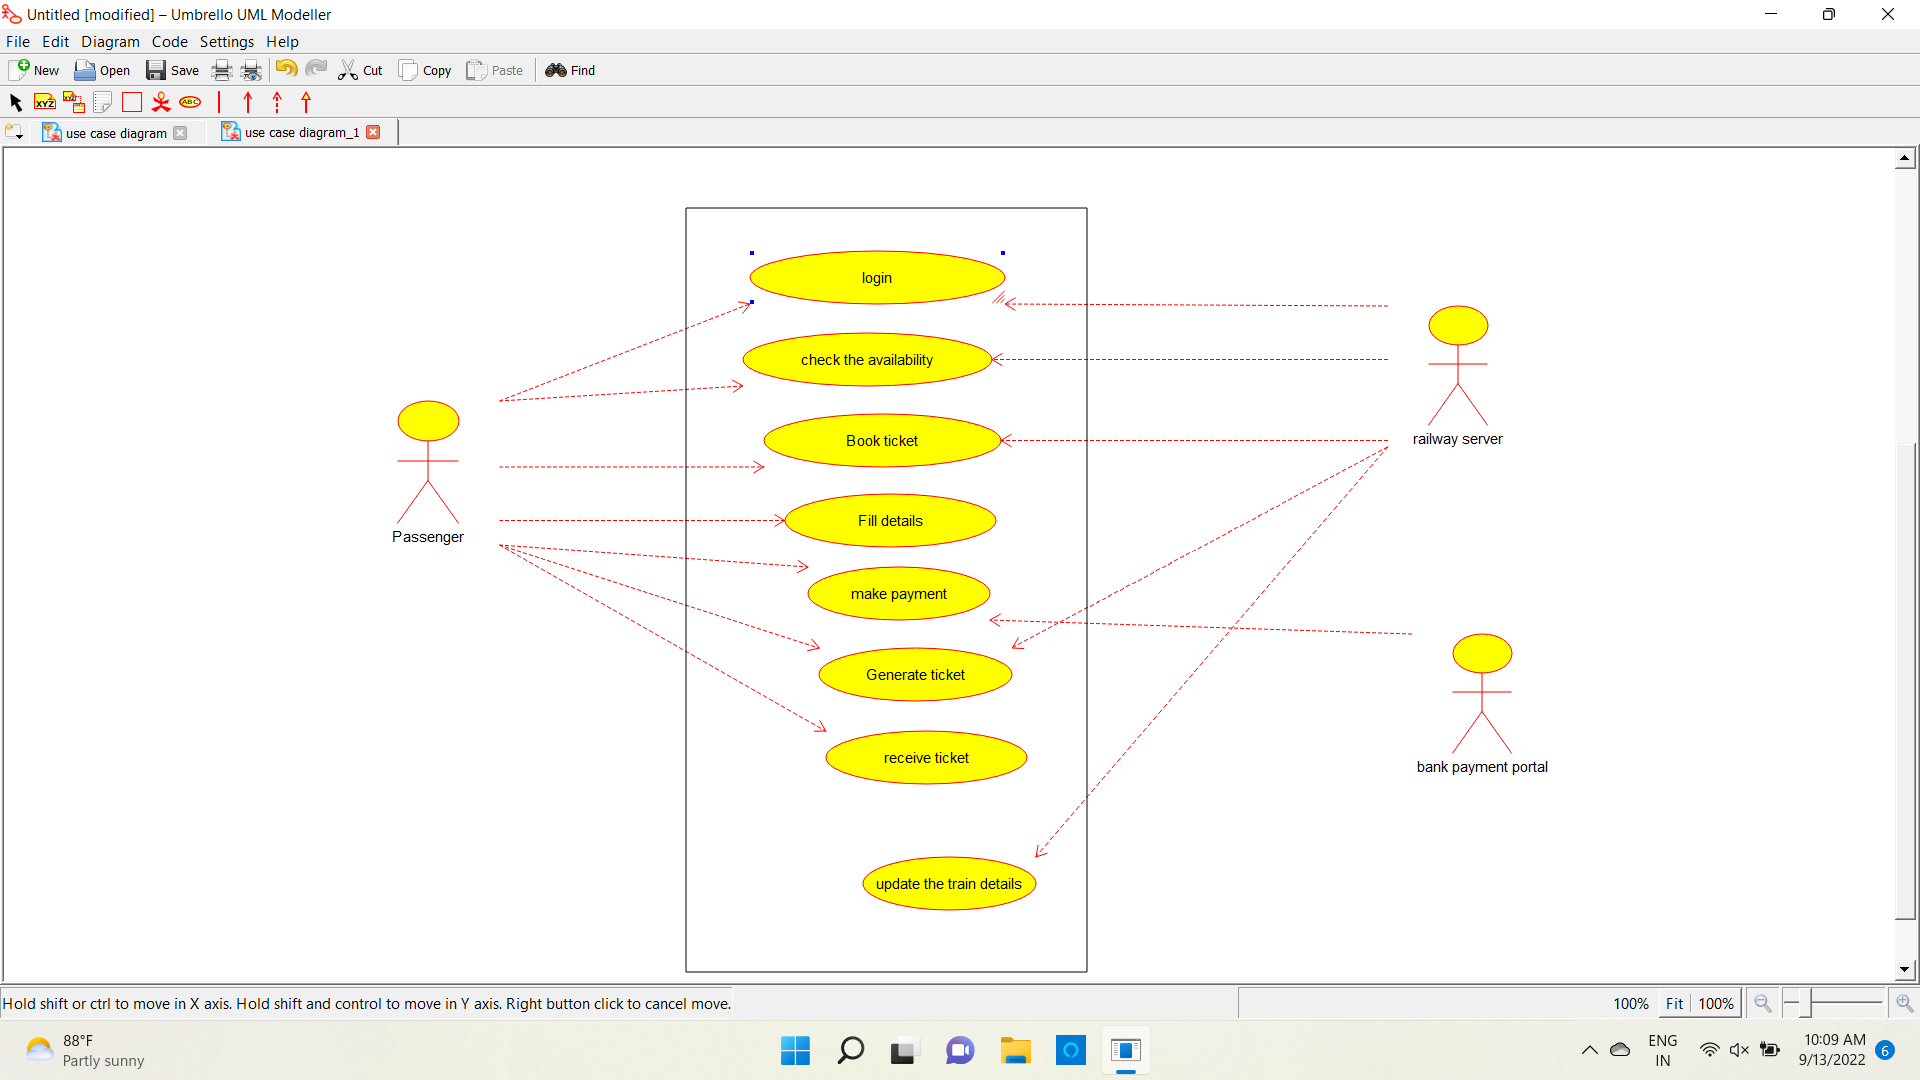 Untitled [modified] – Umbrello UML Modeller
File Edit Diagram Code Settings Help
New Open Save Cut Copy Paste Find
XYZ XYZ ABC
use case diagram use case diagram_1
login
check the availability
Book ticket
railway server
Fill details
Passenger
make payment
Generate ticket
receive ticket
bank payment portal
update the train details
Hold shift or ctrl to move in X axis. Hold shift and control to move in Y axis. Right button click to cancel move.
100% Fit 100%
88°F
Partly sunny
ENG
IN
10:09 AM
9/13/2022
6